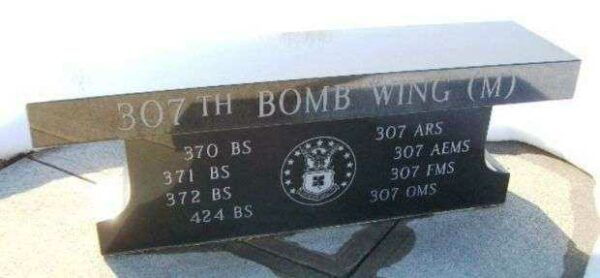 307TH BOMB WING (M)
370 BS
371 BS
372 BS
424 BS
307 ARS
307 AEMS
307 FMS
307 OMS